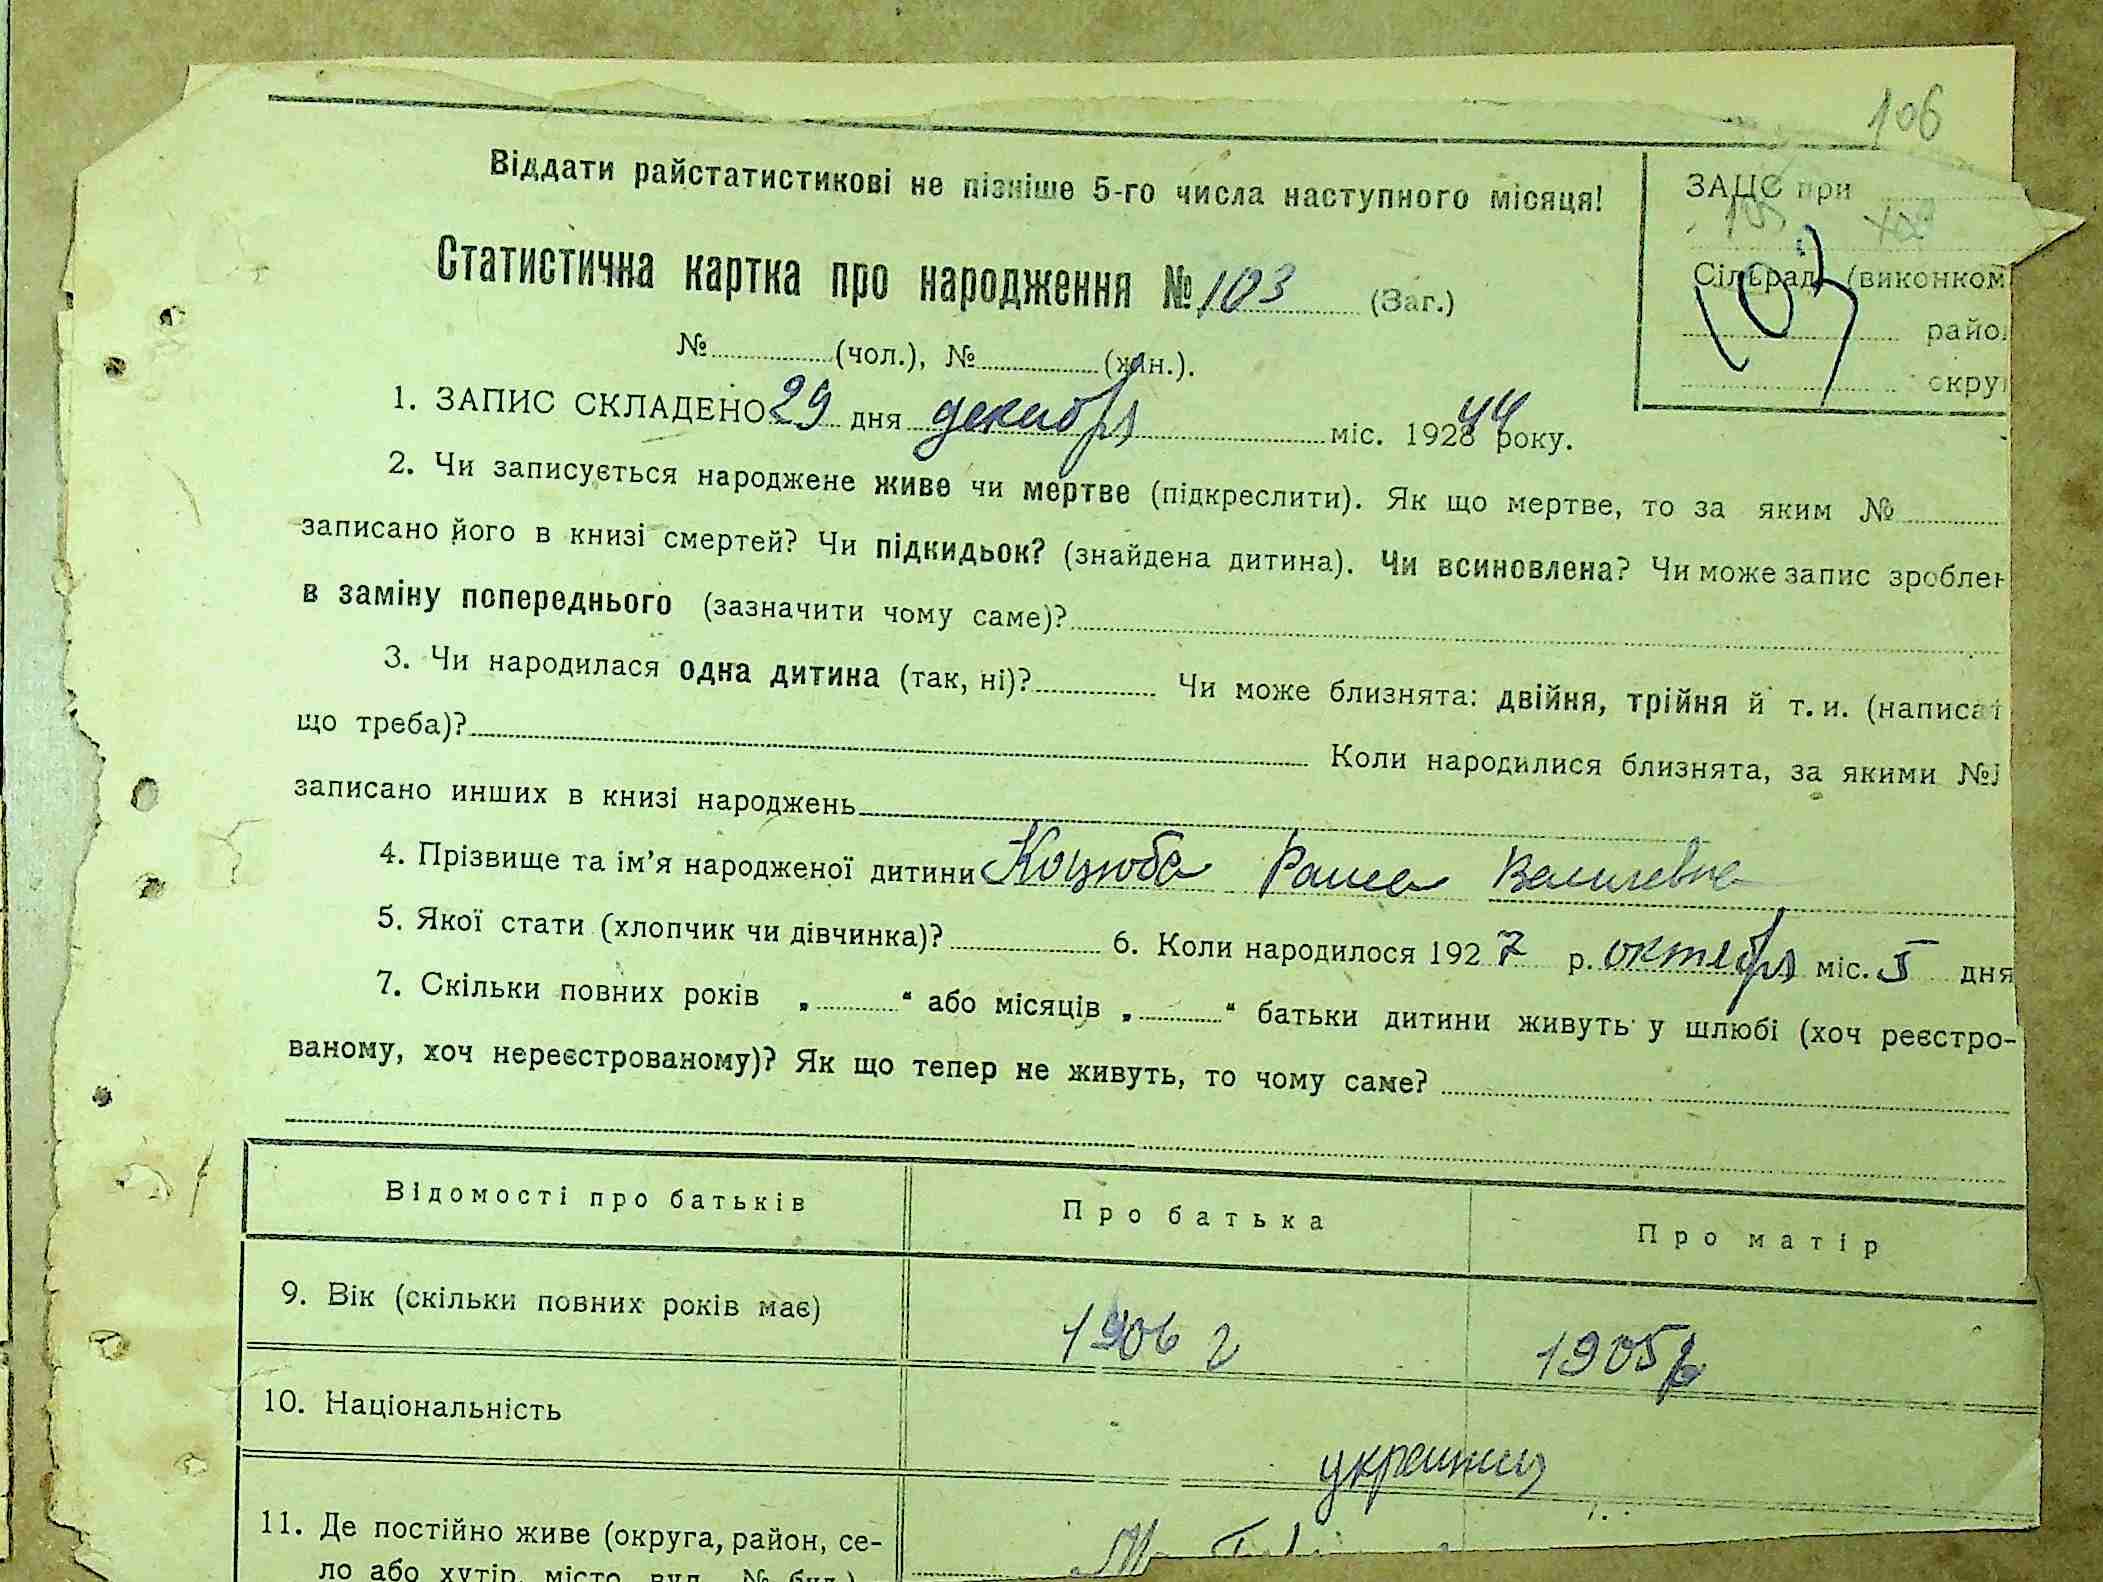 106
Віддати райстатистикові не пізніше 5-го числа наступного місяця!
ЗАЦС при
Статистична картка про народження № 103 (Заг.)
Сільрад (виконком
103
райо
окру
№ (чол.), № (жін.).
1. ЗАПИС СКЛАДЕНО 29 дня декабря міс. 1928 44 року.
2. Чи записується народжене живе чи мертве (підкреслити). Як що мертве, то за яким №
записано його в книзі смертей? Чи підкидьок? (знайдена дитина). Чи всиновлена? Чи може запис зроблен
в заміну попереднього (зазначити чому саме)?
3. Чи народилася одна дитина (так, ні)? Чи може близнята: двійня, трійня й т. и. (написат
що треба)? Коли народилися близнята, за якими №
записано инших в книзі народжень
4. Прізвище та ім'я народженої дитини Коцюба Раиса Васильевна
5. Якої стати (хлопчик чи дівчинка)? 6. Коли народилося 1927 р. октября міс. 5 дня
7. Скільки повних років „ “ або місяців „ “ батьки дитини живуть у шлюбі (хоч реєстро-
ваному, хоч нереєстрованому)? Як що тепер не живуть, то чому саме?
Відомості про батьків Про батька Про матір
9. Вік (скільки повних років має) 1906 г 1905 р
10. Національність украинцы
11. Де постійно живе (округа, район, се-
ло або хутір, місто, вул., № буд.)